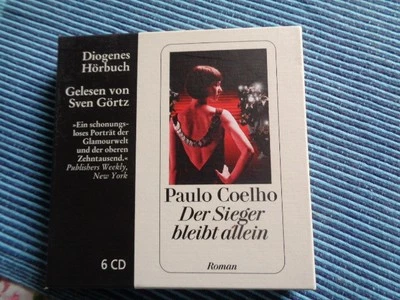 Diogenes
Hörbuch
Gelesen von
Sven Görtz
»Ein schonungs-
loses Porträt der
Glamourwelt
und der oberen
Zehntausend.«
Publishers Weekly,
New York
6 CD
Paulo Coelho
Der Sieger
bleibt allein
Roman